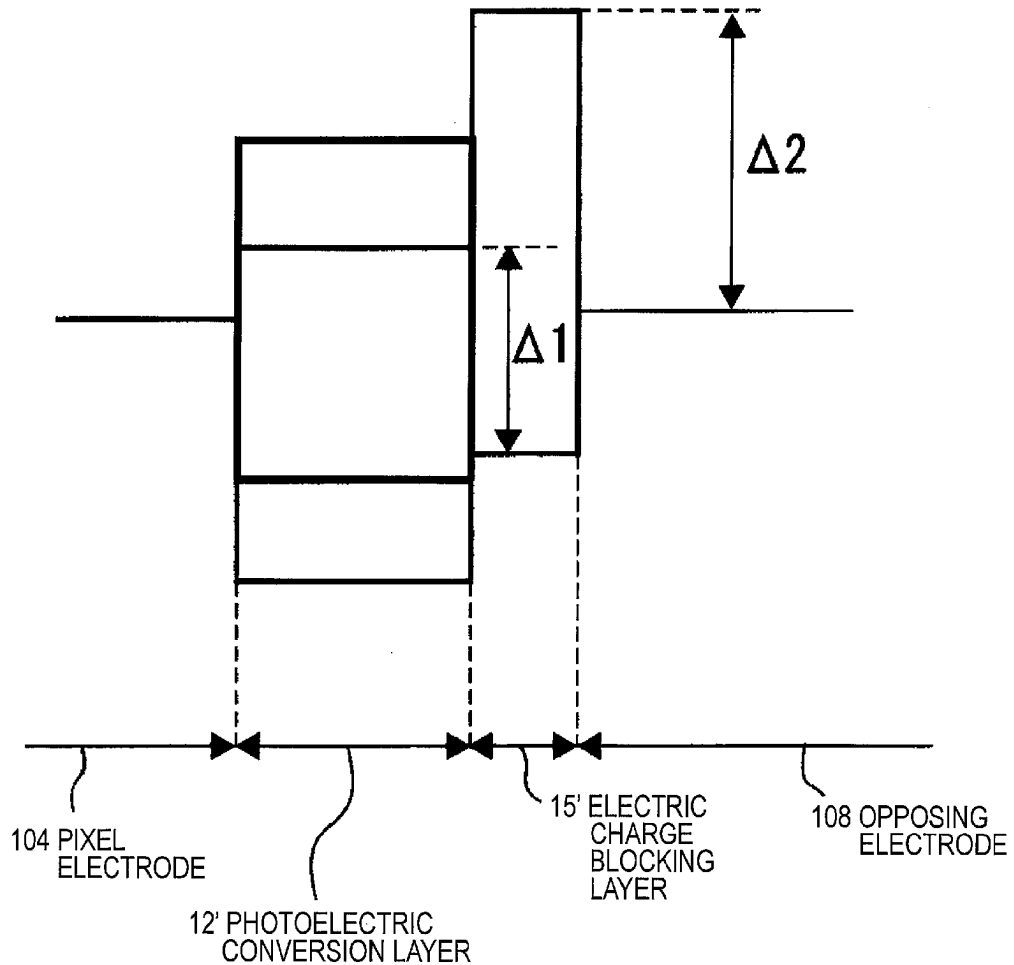 Δ2
Δ1
104 PIXEL
ELECTRODE
12' PHOTOELECTRIC
CONVERSION LAYER
15' ELECTRIC
CHARGE
BLOCKING
LAYER
108 OPPOSING
ELECTRODE